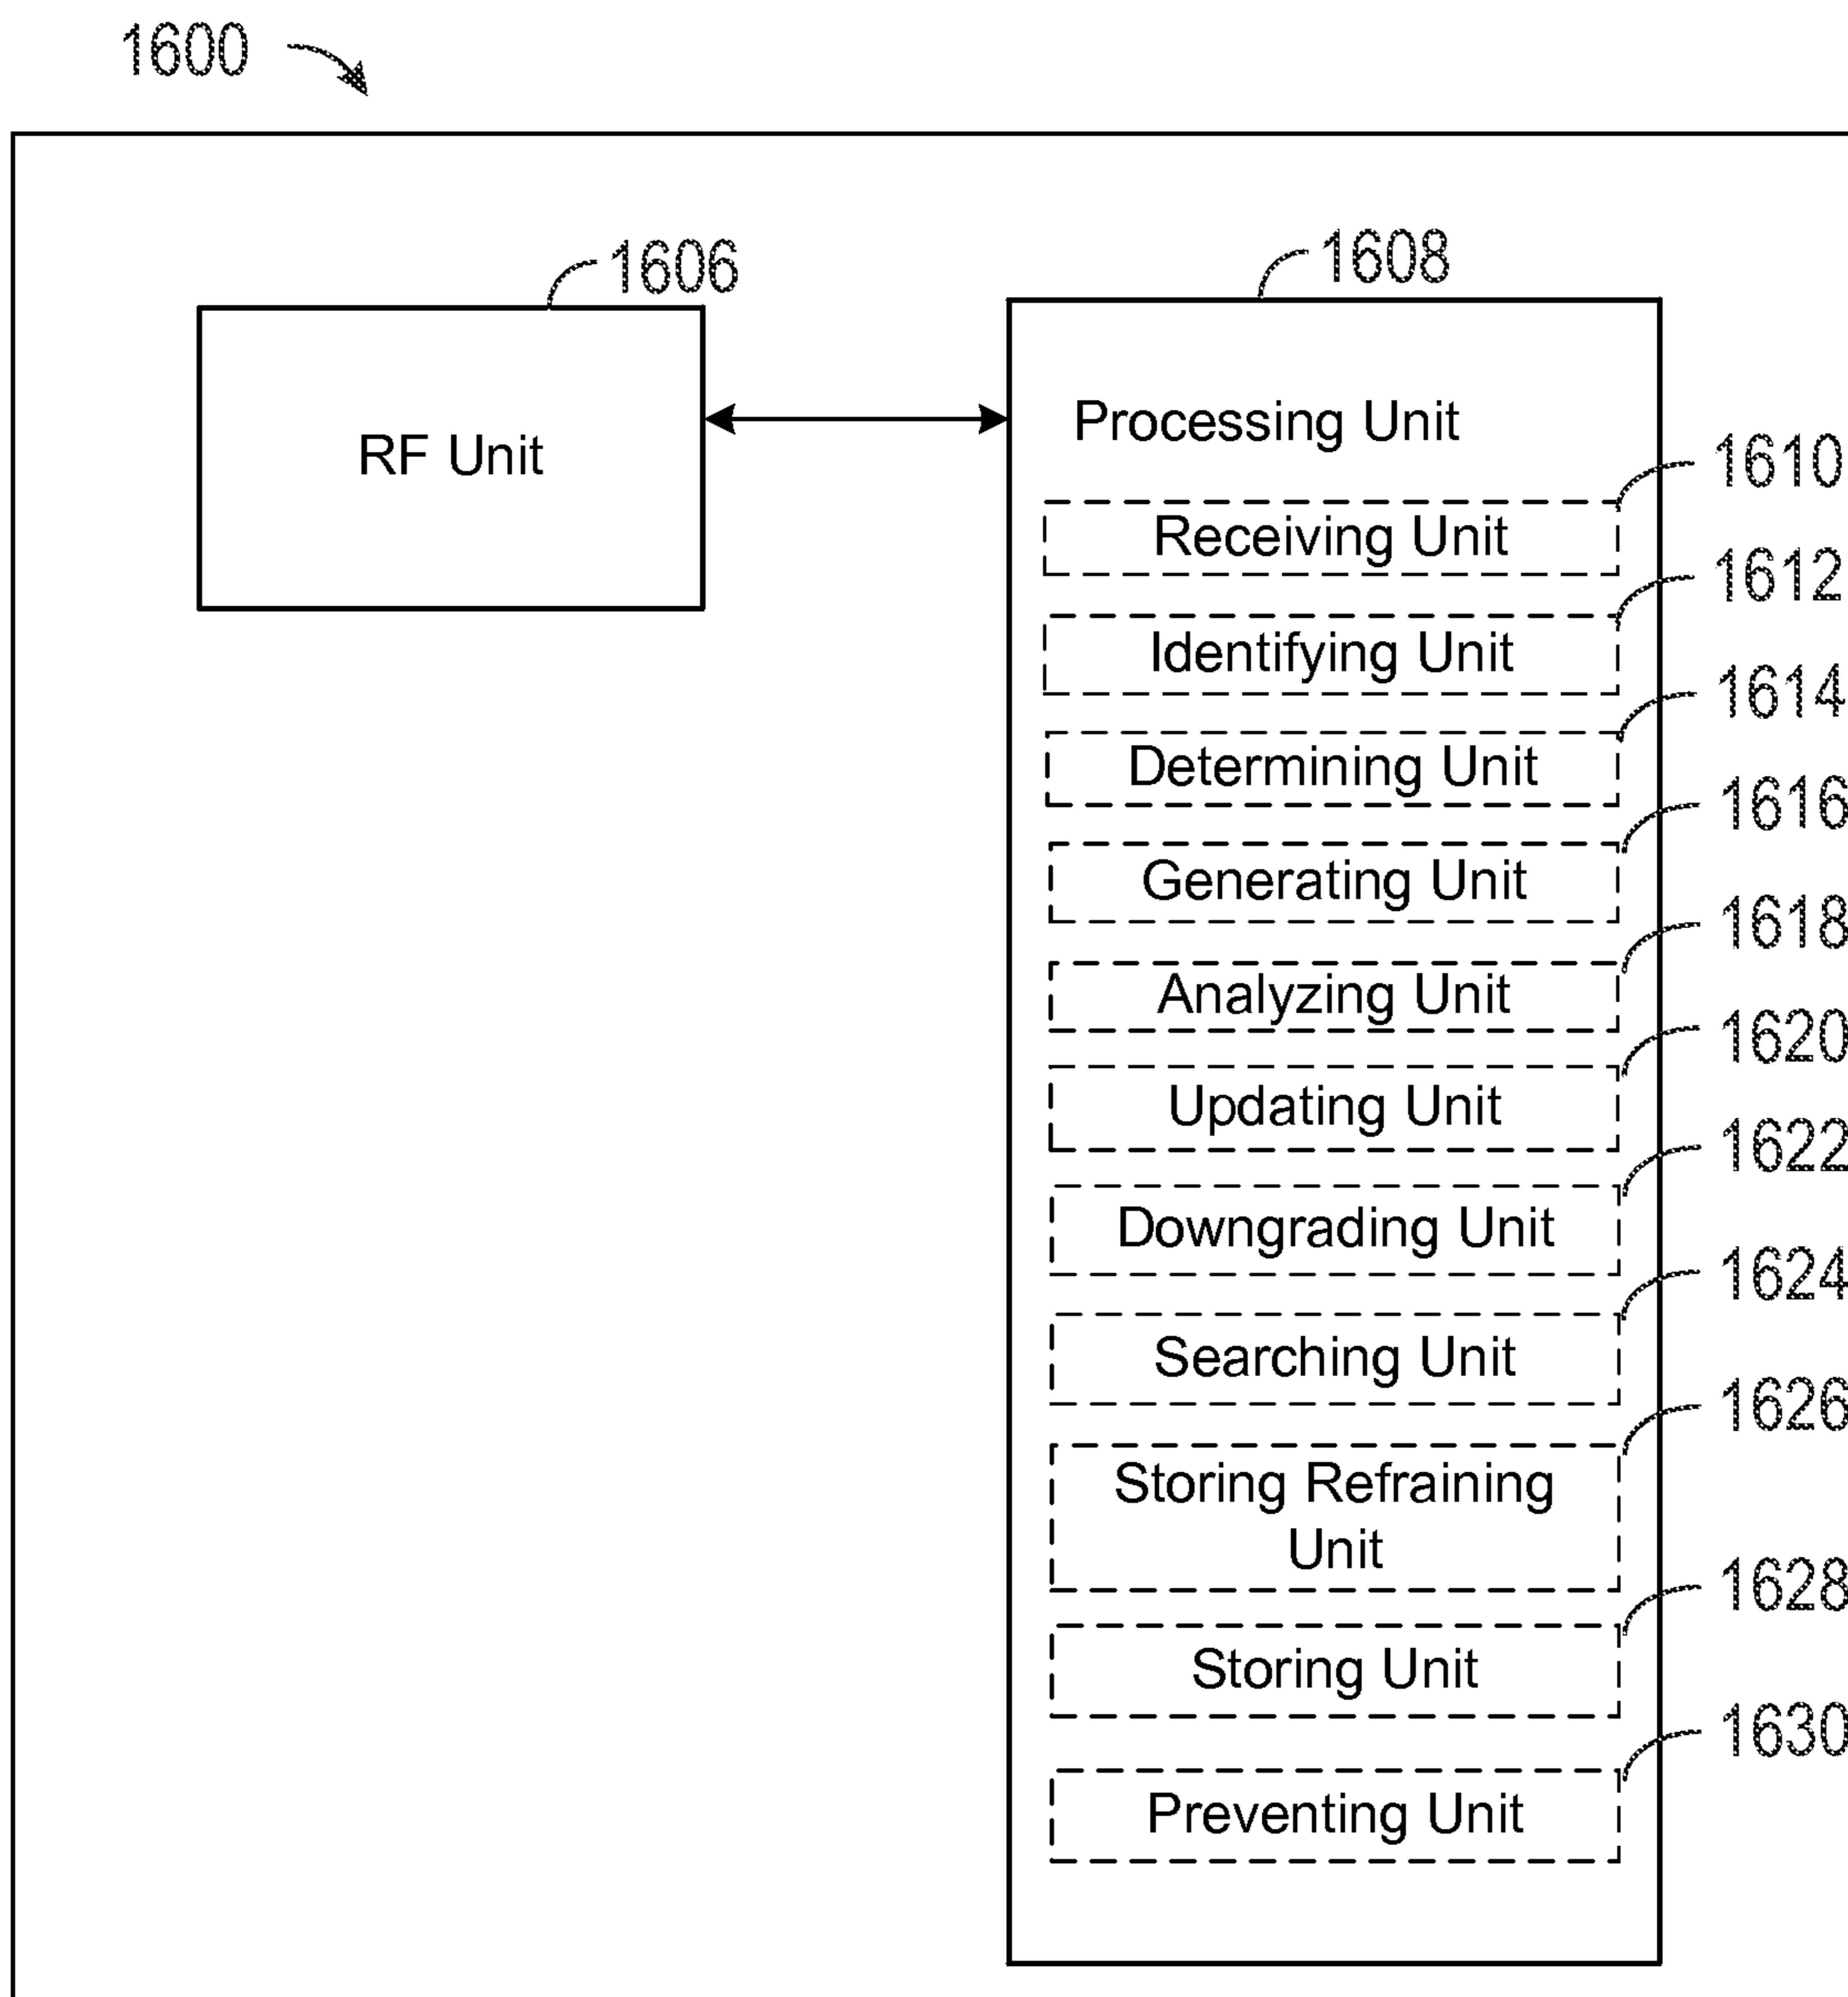 1600
1606
1608
RF Unit
Processing Unit
1610
Receiving Unit
1612
Identifying Unit
1614
Determining Unit
1616
Generating Unit
1618
Analyzing Unit
1620
Updating Unit
1622
Downgrading Unit
1624
Searching Unit
1626
Storing Refraining
Unit
1628
Storing Unit
1630
Preventing Unit